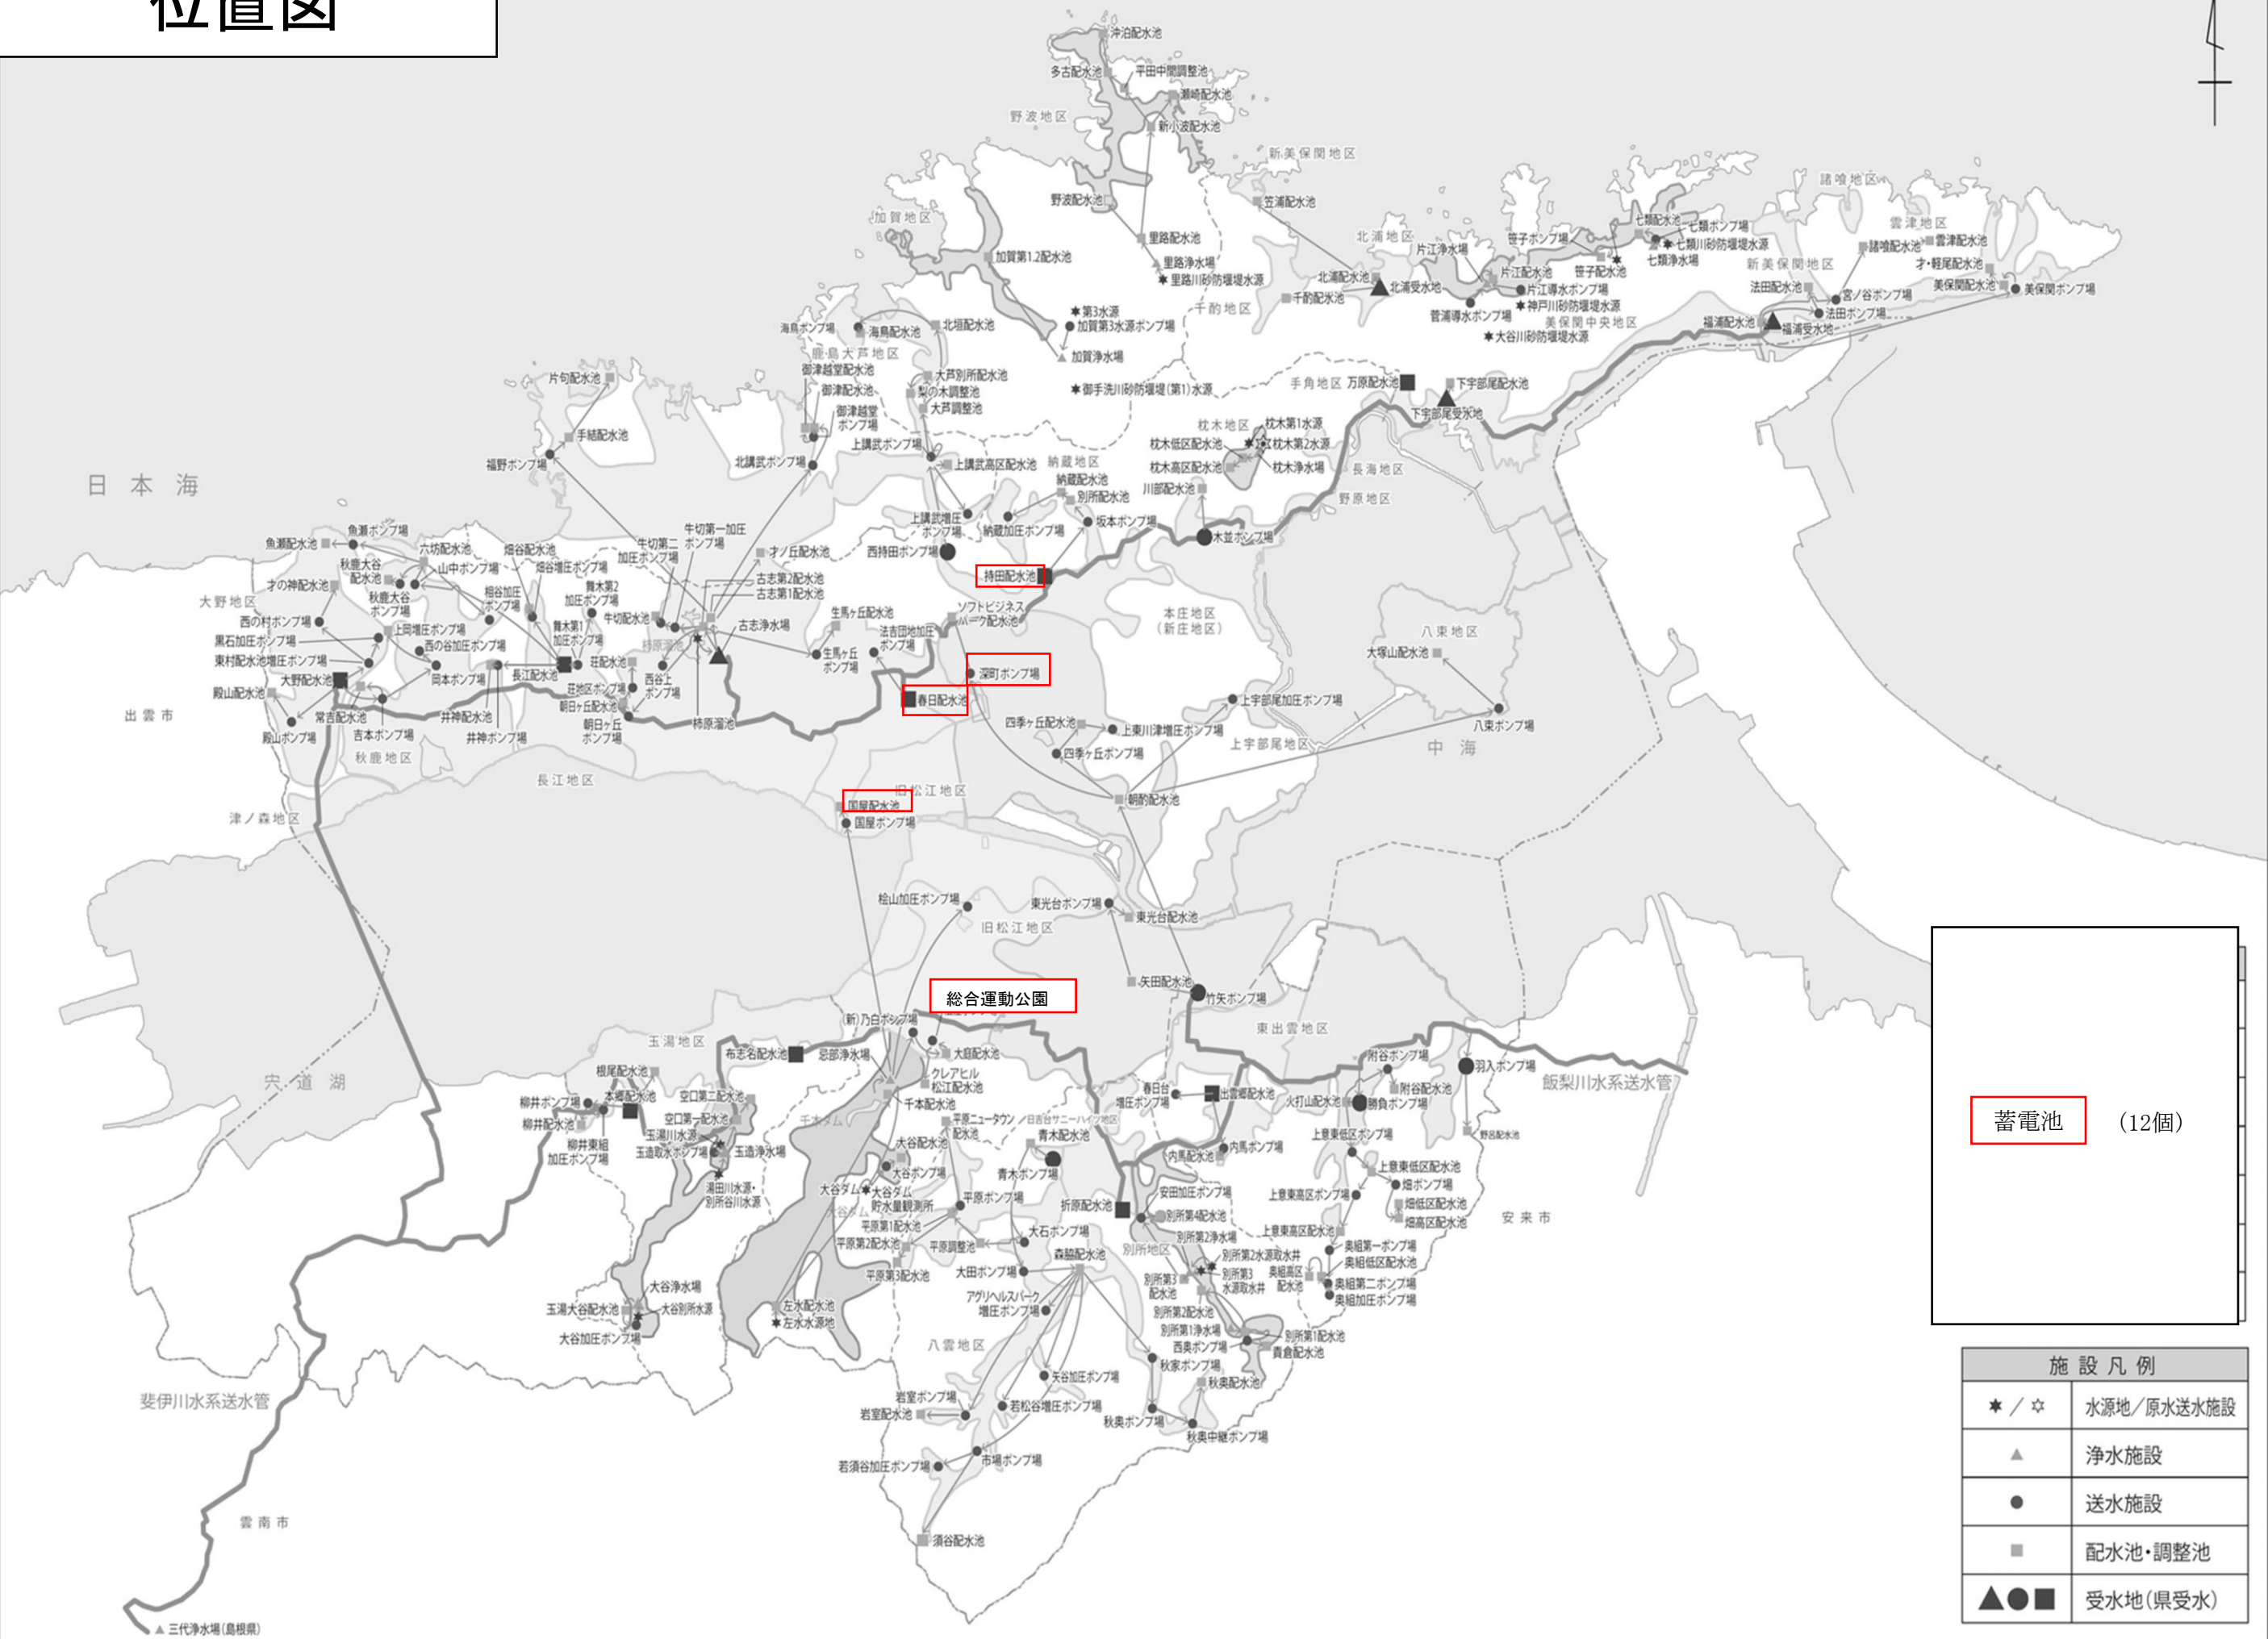 位置図
沖泊配水池
多古配水池
平田中間調整池
瀬崎配水池
野波地区
新小波配水池
新美保関地区
諸喰地区
野波配水池
笠浦配水池
加賀地区
里路配水池
北浦地区
片江浄水場
笹子ポンプ場
七類配水池
七類ポンプ場
七類川砂防堰堤水源
七類浄水場
雲津地区
諸喰配水池
雲津配水池
加賀第1.2配水池
里路浄水場
里路川砂防堰堤水源
北浦配水池
北浦受水地
片江配水池
笹子配水池
新美保関地区
才・軽尾配水池
千酌配水池
片江導水ポンプ場
法田配水池
美保関配水池
美保関ポンプ場
宮ノ谷ポンプ場
第3水源
加賀第3水源ポンプ場
千酌地区
菅浦導水ポンプ場
神戸川砂防堰堤水源
美保関中央地区
法田ポンプ場
福浦配水池
福浦受水地
大谷川砂防堰堤水源
海鳥ポンプ場
海鳥配水池
北垣配水池
加賀浄水場
鹿島大芦地区
御津越堂配水池
大芦別所配水池
片句配水池
御津配水池
梨の木調整池
御手洗川砂防堰堤(第1)水源
手角地区
万原配水池
下宇部尾配水池
御津越堂
ポンプ場
大芦調整池
下宇部尾受水地
手結配水池
上講武ポンプ場
枕木地区
枕木第1水源
枕木低区配水池
枕木第2水源
福野ポンプ場
北講武ポンプ場
上講武高区配水池
納蔵地区
枕木高区配水池
枕木浄水場
長海地区
日本海
納蔵配水池
川部配水池
別所配水池
野原地区
上講武増圧
ポンプ場
納蔵加圧ポンプ場
坂本ポンプ場
魚瀬ポンプ場
牛切第一加圧
ポンプ場
魚瀬配水池
六坊配水池
畑谷配水池
牛切第二
加圧ポンプ場
才ノ丘配水池
西持田ポンプ場
木並ポンプ場
秋鹿大谷
配水池
山中ポンプ場
畑谷増圧ポンプ場
持田配水池
才の神配水池
古志第2配水池
古志第1配水池
大野地区
秋鹿大谷
ポンプ場
相谷加圧
ポンプ場
舞木第2
加圧ポンプ場
ソフトビジネス
パーク配水池
本庄地区
(新庄地区)
西の村ポンプ場
上岡増圧ポンプ場
舞木第1
加圧ポンプ場
牛切配水池
古志浄水場
生馬ヶ丘配水池
法吉団地加圧
ポンプ場
八束地区
黒石加圧ポンプ場
西の谷加圧ポンプ場
柿原溜池
大塚山配水池
東村配水池増圧ポンプ場
荘配水池
生馬ヶ丘
ポンプ場
大野配水池
岡本ポンプ場
長江配水池
西谷上
ポンプ場
深町ポンプ場
殿山配水池
荘地区ポンプ場
春日配水池
上宇部尾加圧ポンプ場
出雲市
常吉配水池
井神配水池
朝日ヶ丘配水池
柿原溜池
四季ヶ丘配水池
上東川津増圧ポンプ場
八束ポンプ場
殿山ポンプ場
吉本ポンプ場
井神ポンプ場
朝日ヶ丘
ポンプ場
上宇部尾地区
中海
秋鹿地区
四季ヶ丘ポンプ場
長江地区
旧松江地区
朝酌配水池
国屋配水池
津ノ森地区
国屋ポンプ場
桧山加圧ポンプ場
東光台ポンプ場
東光台配水池
旧松江地区
矢田配水池
総合運動公園
竹矢ポンプ場
(新)乃白ポンプ場
東出雲地区
玉湯地区
布志名配水池
忌部浄水場
大庭配水池
附谷ポンプ場
宍道湖
根尾配水池
クレアヒル
松江配水池
羽入ポンプ場
飯梨川水系送水管
柳井ポンプ場
本郷配水池
空口第二配水池
千本配水池
春日台
増圧ポンプ場
出雲郷配水池
附谷配水池
火打山配水池
勝負ポンプ場
柳井配水池
空口第一配水池
千本ダム
平原ニュータウン
配水池
日吉台サニーハイツ地区
蓄電池 (12個)
玉湯川水源
大谷配水池
青木配水池
上意東低区ポンプ場
野呂配水池
柳井東組
加圧ポンプ場
玉造取水ポンプ場
玉造浄水場
大谷ポンプ場
青木ポンプ場
内馬配水池
内馬ポンプ場
上意東低区配水池
湯田川水源・
別所谷川水源
大谷ダム
大谷ダム
貯水量観測所
平原ポンプ場
折原配水池
安田加圧ポンプ場
上意東高区ポンプ場
畑ポンプ場
畑低区配水池
大谷ダム
平原第1配水池
別所第4配水池
畑高区配水池
安来市
平原第2配水池
平原調整池
大石ポンプ場
別所第2浄水場
上意東高区配水池
森脇配水池
別所地区
別所第2水源取水井
奥組第一ポンプ場
平原第3配水池
大田ポンプ場
別所第3
配水池
別所第3
水源取水井
奥組高区
配水池
奥組低区配水池
大谷浄水場
アグリヘルスパーク
増圧ポンプ場
奥組第二ポンプ場
奥組加圧ポンプ場
玉湯大谷配水池
大谷別所水源
左水配水池
左水水源地
別所第2配水池
大谷加圧ポンプ場
別所第1浄水場
別所第1配水池
八雲地区
西奥ポンプ場
貴倉配水池
秋家ポンプ場
矢谷加圧ポンプ場
秋奥配水池
斐伊川水系送水管
岩室ポンプ場
若松谷増圧ポンプ場
岩室配水池
秋奥ポンプ場
秋奥中継ポンプ場
市場ポンプ場
若須谷加圧ポンプ場
雲南市
須谷配水池
三代浄水場(島根県)
施設凡例
水源地/原水送水施設
浄水施設
送水施設
配水池・調整池
受水地(県受水)